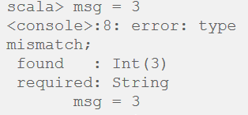 scala> msg = 3
<console>:8: error: type
mismatch;
 found   : Int(3)
 required: String
       msg = 3